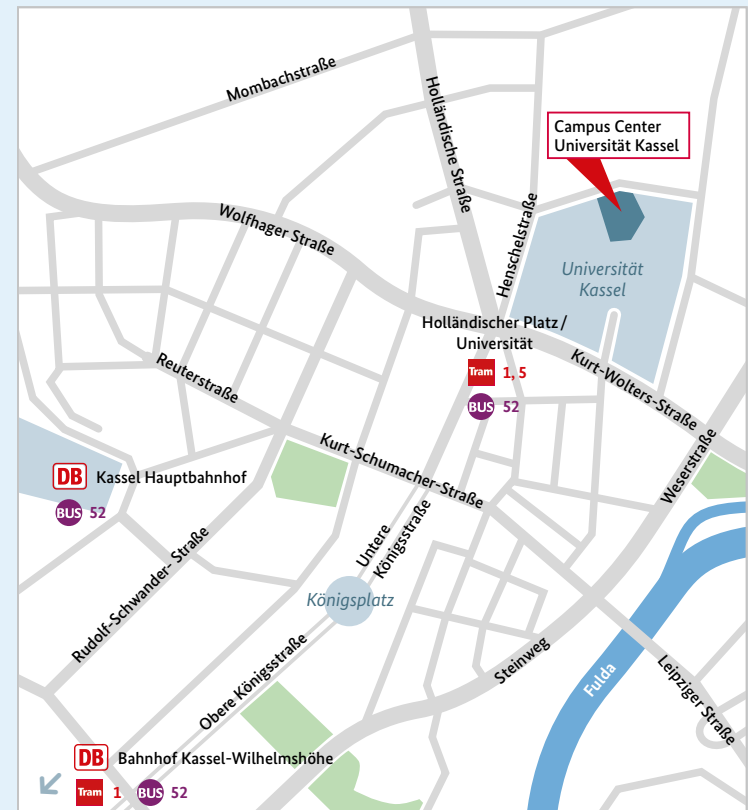 Mombachstraße
Holländische Straße
Campus Center
Universität Kassel
Wolfhager Straße
Henschelstraße
Universität
Kassel
Holländischer Platz/
Universität
Tram 1, 5
BUS 52
Reuterstraße
Kurt-Wolters-Straße
Kurt-Schumacher-Straße
Weserstraße
DB Kassel Hauptbahnhof
BUS 52
Untere
Königsstraße
Rudolf-Schwander- Straße
Königsplatz
Obere Königsstraße
Steinweg
Fulda
Leipziger Straße
DB Bahnhof Kassel-Wilhelmshöhe
Tram 1 BUS 52